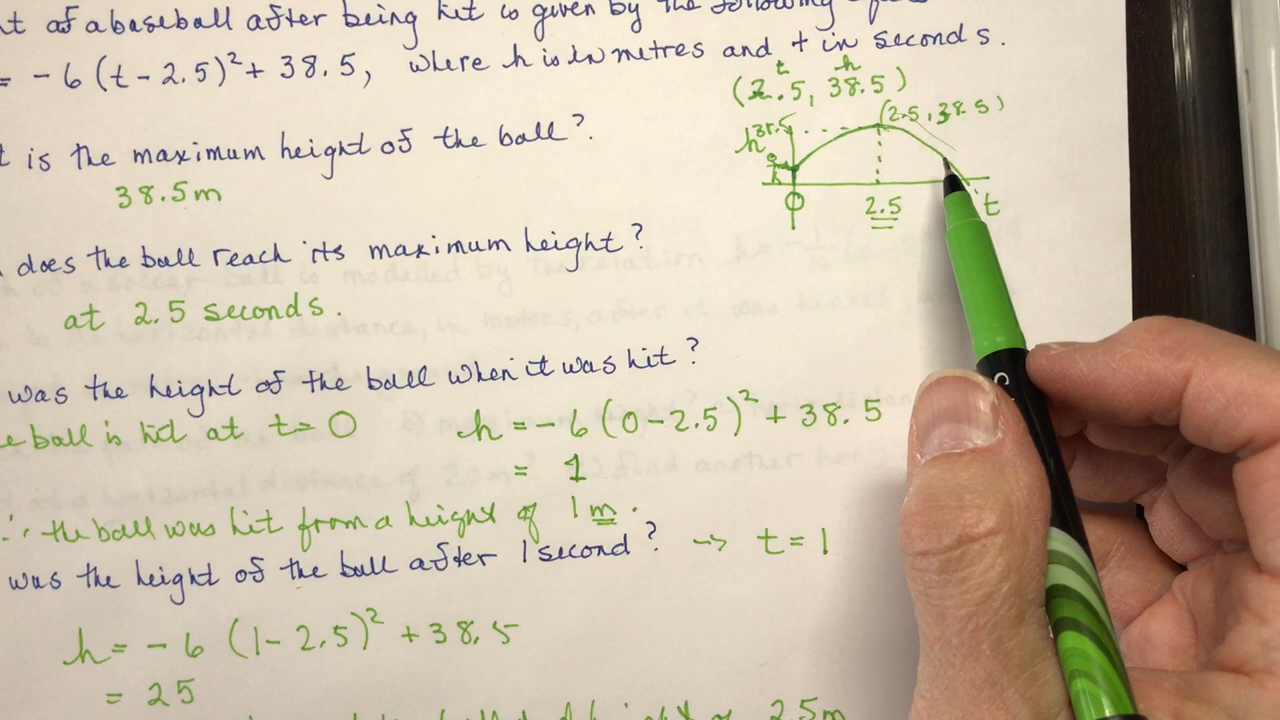 of a baseball after being hit is given by the following
= - 6 (t - 2.5)² + 38.5, where h is in metres and t in seconds.
t h
(2.5, 38.5)
(2.5, 38.5)
h 38.5
is the maximum height of the ball?
38.5m
0 2.5 t
does the ball reach its maximum height?
at 2.5 seconds.
was the height of the ball when it was hit?
ball is hit at t = 0 h = - 6 (0 - 2.5)² + 38.5
= 1
∴ the ball was hit from a height of 1m.
was the height of the ball after 1 second? → t = 1
h = - 6 (1 - 2.5)² + 38.5
= 25